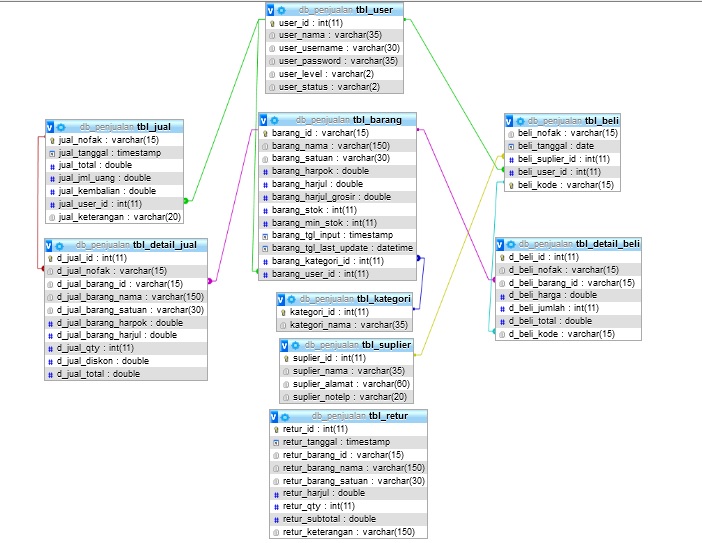 db_penjualan tbl_user
user_id : int(11)
user_nama : varchar(35)
user_username : varchar(30)
user_password : varchar(35)
user_level : varchar(2)
user_status : varchar(2)
db_penjualan tbl_jual
jual_nofak : varchar(15)
jual_tanggal : timestamp
jual_total : double
jual_jml_uang : double
jual_kembalian : double
jual_user_id : int(11)
jual_keterangan : varchar(20)
db_penjualan tbl_barang
barang_id : varchar(15)
barang_nama : varchar(150)
barang_satuan : varchar(30)
barang_harpok : double
barang_harjul : double
barang_harjul_grosir : double
barang_stok : int(11)
barang_min_stok : int(11)
barang_tgl_input : timestamp
barang_tgl_last_update : datetime
barang_kategori_id : int(11)
barang_user_id : int(11)
db_penjualan tbl_beli
beli_nofak : varchar(15)
beli_tanggal : date
beli_suplier_id : int(11)
beli_user_id : int(11)
beli_kode : varchar(15)
db_penjualan tbl_detail_jual
d_jual_id : int(11)
d_jual_nofak : varchar(15)
d_jual_barang_id : varchar(15)
d_jual_barang_nama : varchar(150)
d_jual_barang_satuan : varchar(30)
d_jual_barang_harpok : double
d_jual_barang_harjul : double
d_jual_qty : int(11)
d_jual_diskon : double
d_jual_total : double
db_penjualan tbl_detail_beli
d_beli_id : int(11)
d_beli_nofak : varchar(15)
d_beli_barang_id : varchar(15)
d_beli_harga : double
d_beli_jumlah : int(11)
d_beli_total : double
d_beli_kode : varchar(15)
db_penjualan tbl_kategori
kategori_id : int(11)
kategori_nama : varchar(35)
db_penjualan tbl_suplier
suplier_id : int(11)
suplier_nama : varchar(35)
suplier_alamat : varchar(60)
suplier_notelp : varchar(20)
db_penjualan tbl_retur
retur_id : int(11)
retur_tanggal : timestamp
retur_barang_id : varchar(15)
retur_barang_nama : varchar(150)
retur_barang_satuan : varchar(30)
retur_harjul : double
retur_qty : int(11)
retur_subtotal : double
retur_keterangan : varchar(150)